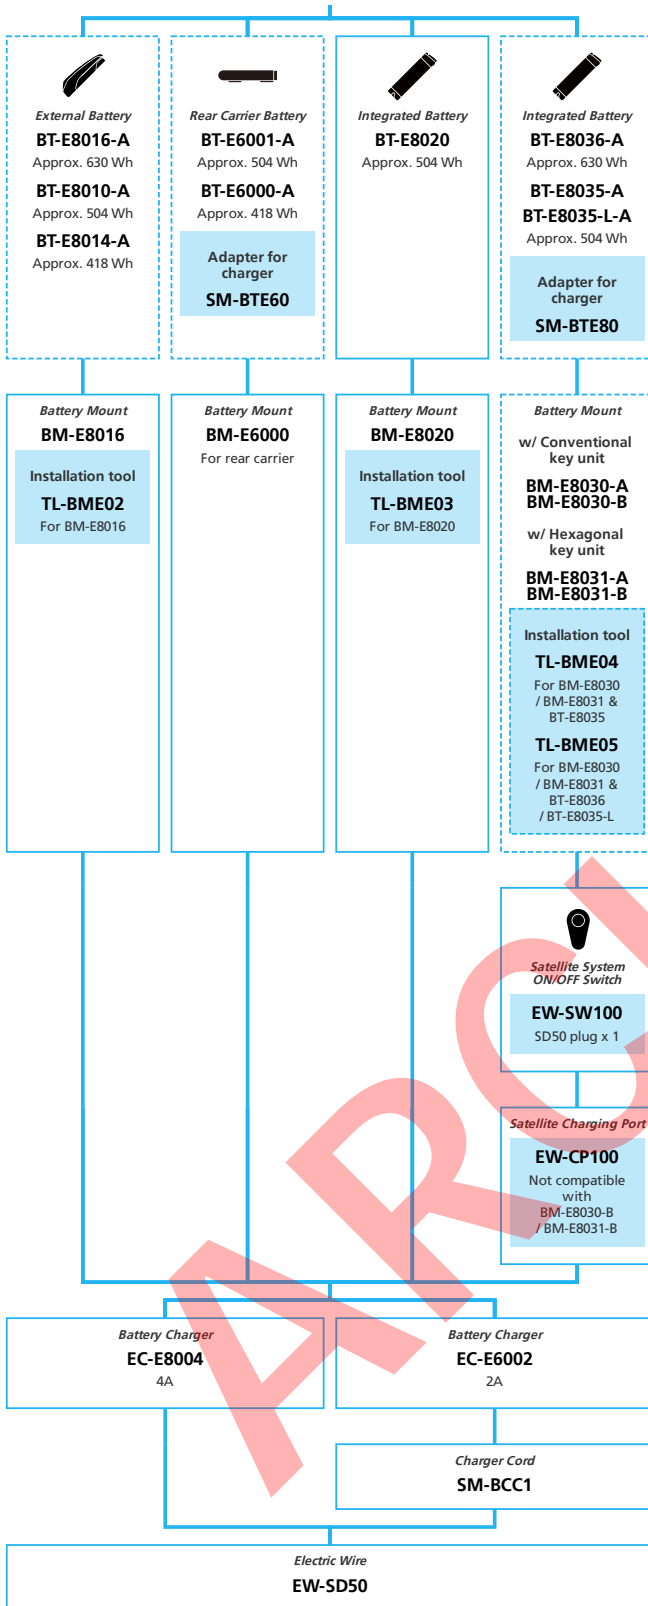 External Battery
BT-E8016-A
Approx. 630 Wh
BT-E8010-A
Approx. 504 Wh
BT-E8014-A
Approx. 418 Wh
Rear Carrier Battery
BT-E6001-A
Approx. 504 Wh
BT-E6000-A
Approx. 418 Wh
Adapter for
charger
SM-BTE60
Integrated Battery
BT-E8020
Approx. 504 Wh
Integrated Battery
BT-E8036-A
Approx. 630 Wh
BT-E8035-A
BT-E8035-L-A
Approx. 504 Wh
Adapter for
charger
SM-BTE80
Battery Mount
BM-E8016
Installation tool
TL-BME02
For BM-E8016
Battery Mount
BM-E6000
For rear carrier
Battery Mount
BM-E8020
Installation tool
TL-BME03
For BM-E8020
Battery Mount
w/ Conventional
key unit
BM-E8030-A
BM-E8030-B
w/ Hexagonal
key unit
BM-E8031-A
BM-E8031-B
Installation tool
TL-BME04
For BM-E8030
/ BM-E8031 &
BT-E8035
TL-BME05
For BM-E8030
/ BM-E8031 &
BT-E8036
/ BT-E8035-L
Satellite System
ON/OFF Switch
EW-SW100
SD50 plug x 1
Satellite Charging Port
EW-CP100
Not compatible
with
BM-E8030-B
/ BM-E8031-B
Battery Charger
EC-E8004
4A
Battery Charger
EC-E6002
2A
Charger Cord
SM-BCC1
Electric Wire
EW-SD50